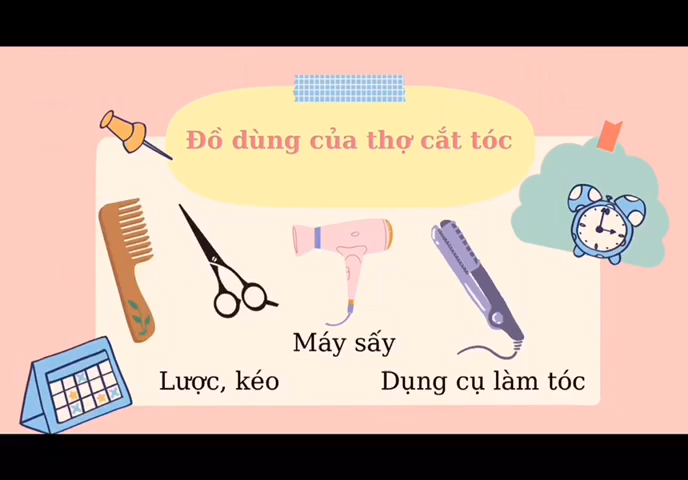 Đồ dùng của thợ cắt tóc
Máy sấy
Lược, kéo
Dụng cụ làm tóc